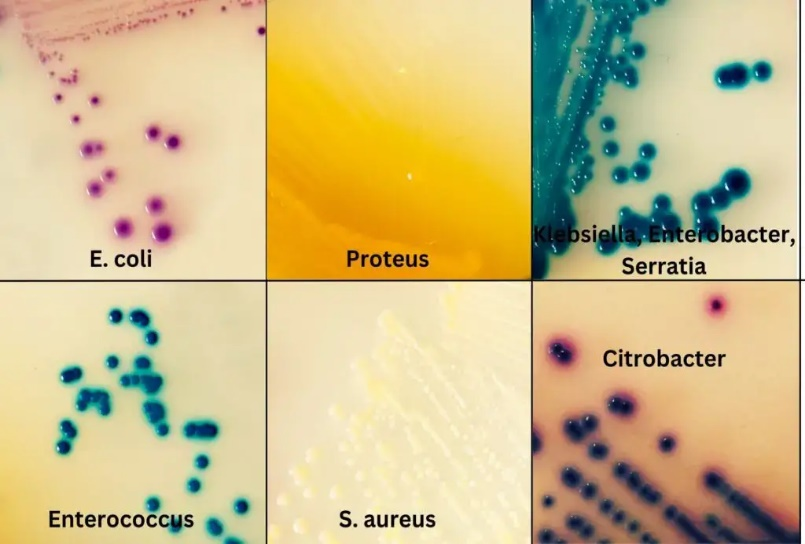 E. coli
Proteus
Klebsiella, Enterobacter,
Serratia
Enterococcus
S. aureus
Citrobacter